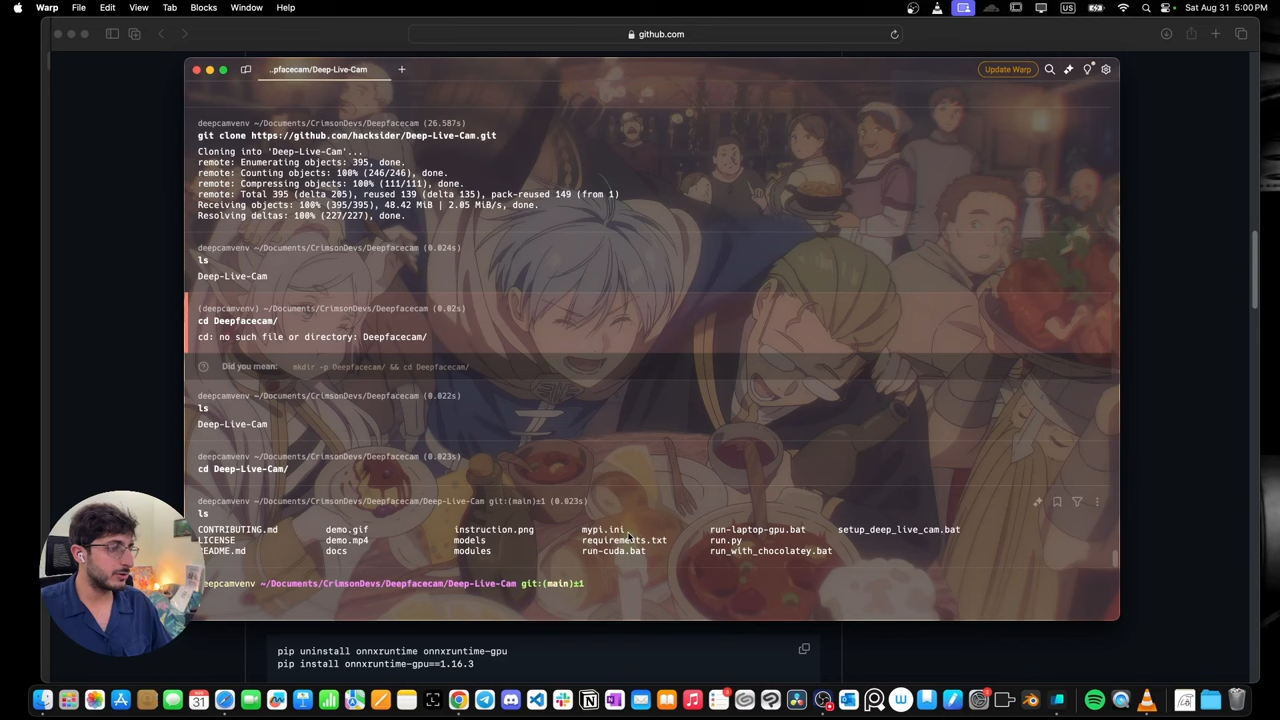 Warp File Edit View Tab Blocks Window Help
US
Sat Aug 31 5:00 PM
github.com
..pfacecam/Deep-Live-Cam
Update Warp
deepcamvenv ~/Documents/CrimsonDevs/Deepfacecam (26.587s)
git clone https://github.com/hacksider/Deep-Live-Cam.git
Cloning into 'Deep-Live-Cam'...
remote: Enumerating objects: 395, done.
remote: Counting objects: 100% (246/246), done.
remote: Compressing objects: 100% (111/111), done.
remote: Total 395 (delta 205), reused 139 (delta 135), pack-reused 149 (from 1)
Receiving objects: 100% (395/395), 48.42 MiB | 2.05 MiB/s, done.
Resolving deltas: 100% (227/227), done.
deepcamvenv ~/Documents/CrimsonDevs/Deepfacecam (0.024s)
ls
Deep-Live-Cam
(deepcamvenv) ~/Documents/CrimsonDevs/Deepfacecam (0.02s)
cd Deepfacecam/
cd: no such file or directory: Deepfacecam/
Did you mean: mkdir -p Deepfacecam/ && cd Deepfacecam/
deepcamvenv ~/Documents/CrimsonDevs/Deepfacecam (0.022s)
ls
Deep-Live-Cam
deepcamvenv ~/Documents/CrimsonDevs/Deepfacecam (0.023s)
cd Deep-Live-Cam/
deepcamvenv ~/Documents/CrimsonDevs/Deepfacecam/Deep-Live-Cam git:(main)±1 (0.023s)
ls
CONTRIBUTING.md demo.gif instruction.png mypi.ini run-laptop-gpu.bat setup_deep_live_cam.bat
LICENSE demo.mp4 models requirements.txt run.py
README.md docs modules run-cuda.bat run_with_chocolatey.bat
deepcamvenv ~/Documents/CrimsonDevs/Deepfacecam/Deep-Live-Cam git:(main)±1
pip uninstall onnxruntime onnxruntime-gpu
pip install onnxruntime-gpu==1.16.3